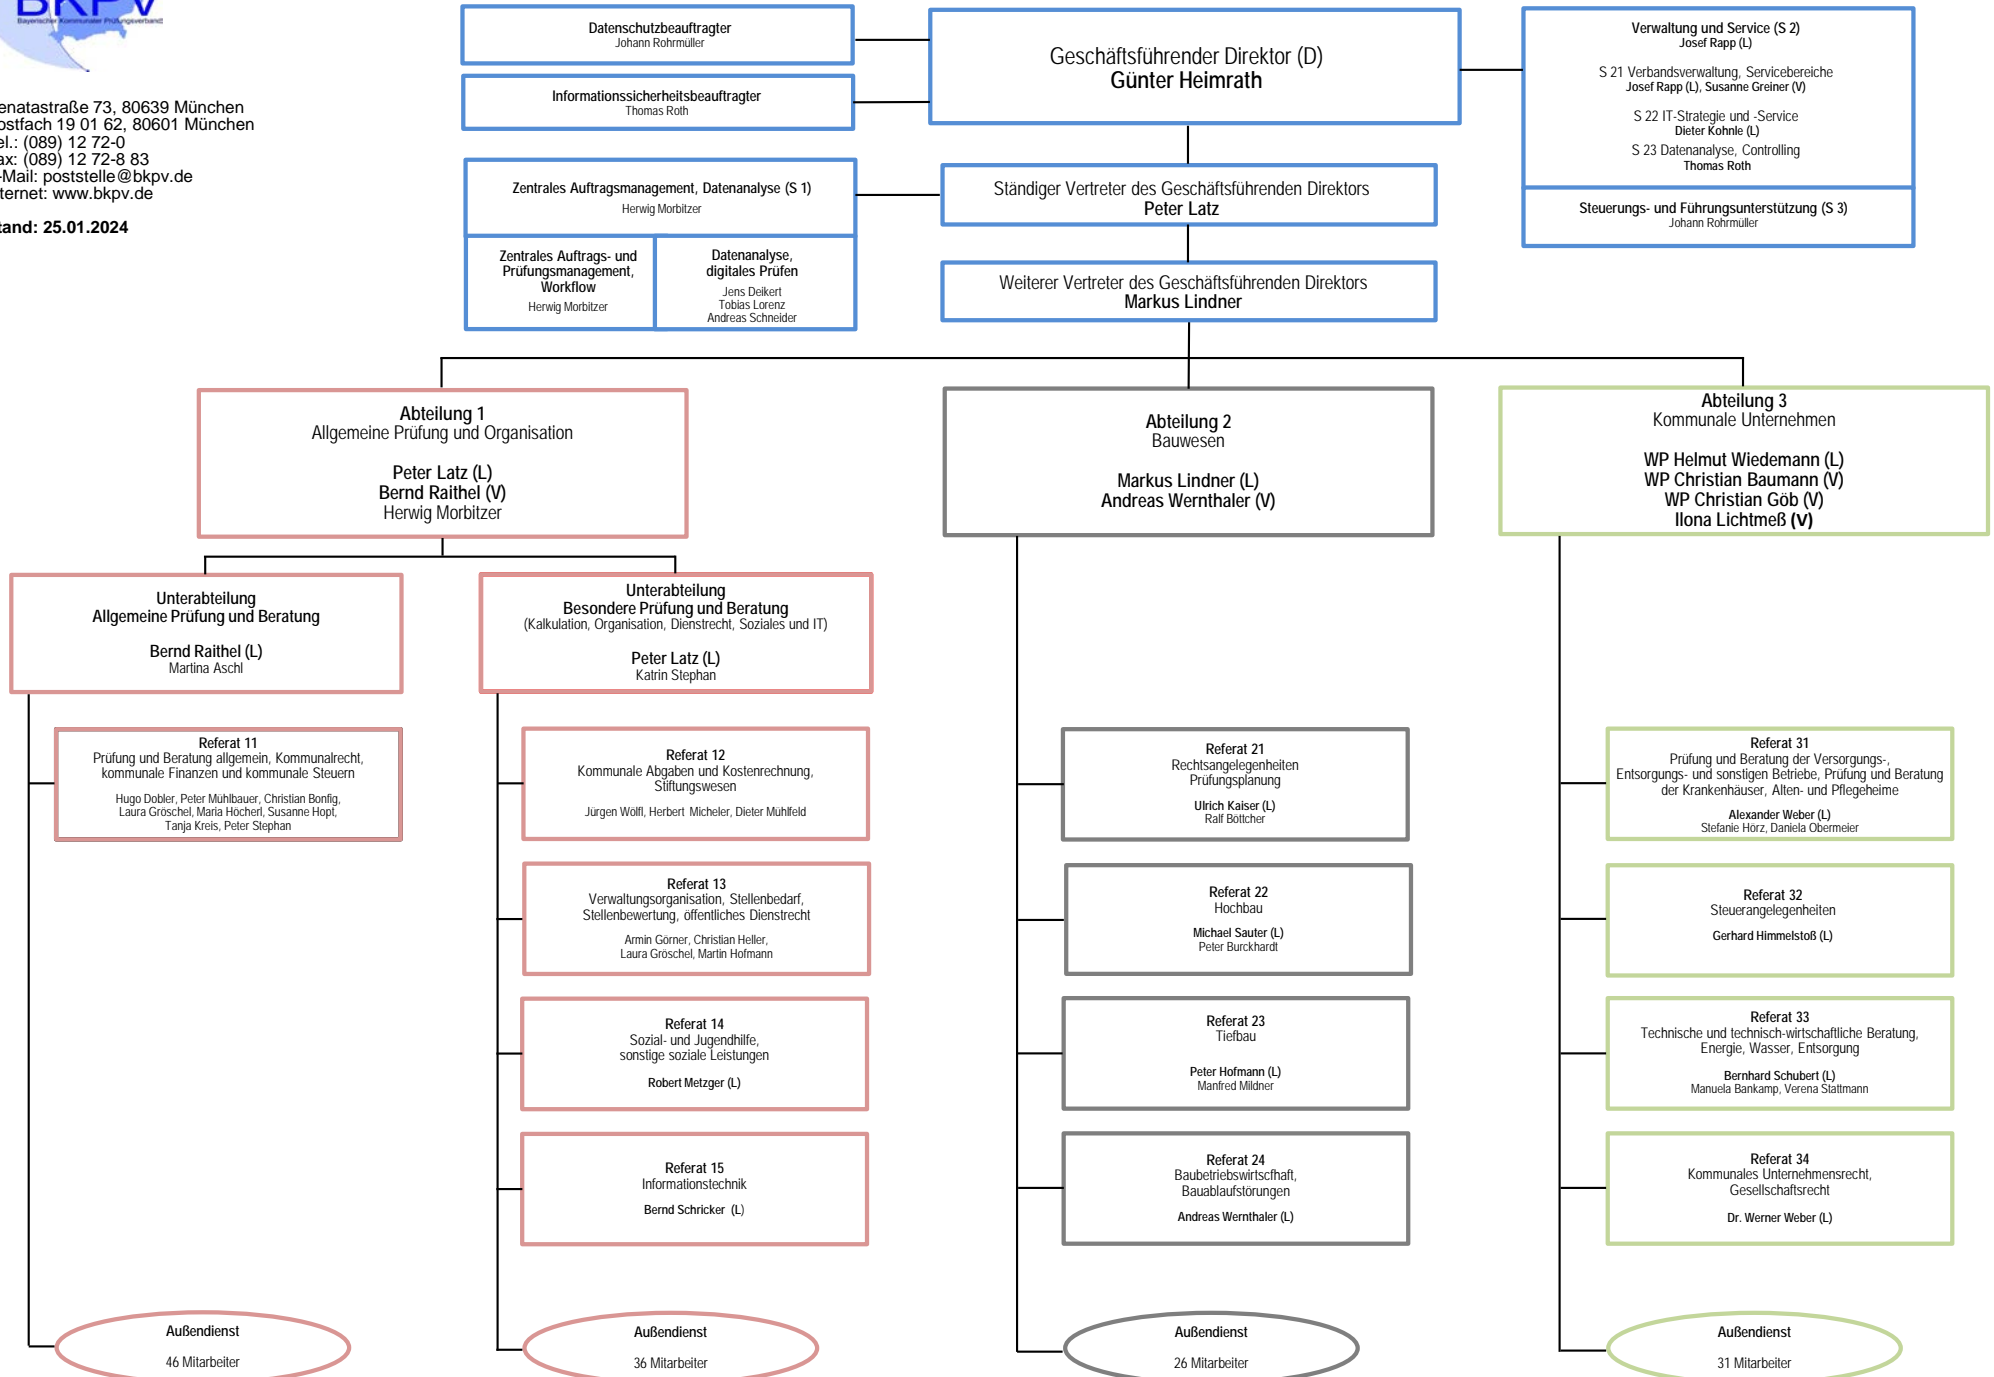 BKPV
Bayerischer Kommunaler Prüfungsverband
enatastraße 73, 80639 München
ostfach 19 01 62, 80601 München
el.: (089) 12 72-0
ax: (089) 12 72-8 83
-Mail: poststelle@bkpv.de
ternet: www.bkpv.de
tand: 25.01.2024
Datenschutzbeauftragter
Johann Rohrmüller
Informationssicherheitsbeauftragter
Thomas Roth
Geschäftsführender Direktor (D)
Günter Heimrath
Verwaltung und Service (S 2)
Josef Rapp (L)
S 21 Verbandsverwaltung, Servicebereiche
Josef Rapp (L), Susanne Greiner (V)
S 22 IT-Strategie und -Service
Dieter Kohnle (L)
S 23 Datenanalyse, Controlling
Thomas Roth
Steuerungs- und Führungsunterstützung (S 3)
Johann Rohrmüller
Zentrales Auftragsmanagement, Datenanalyse (S 1)
Herwig Morbitzer
Zentrales Auftrags- und
Prüfungsmanagement,
Workflow
Herwig Morbitzer
Datenanalyse,
digitales Prüfen
Jens Deikert
Tobias Lorenz
Andreas Schneider
Ständiger Vertreter des Geschäftsführenden Direktors
Peter Latz
Weiterer Vertreter des Geschäftsführenden Direktors
Markus Lindner
Abteilung 1
Allgemeine Prüfung und Organisation
Peter Latz (L)
Bernd Raithel (V)
Herwig Morbitzer
Abteilung 2
Bauwesen
Markus Lindner (L)
Andreas Wernthaler (V)
Abteilung 3
Kommunale Unternehmen
WP Helmut Wiedemann (L)
WP Christian Baumann (V)
WP Christian Göb (V)
Ilona Lichtmeß (V)
Unterabteilung
Allgemeine Prüfung und Beratung
Bernd Raithel (L)
Martina Aschl
Unterabteilung
Besondere Prüfung und Beratung
(Kalkulation, Organisation, Dienstrecht, Soziales und IT)
Peter Latz (L)
Katrin Stephan
Referat 11
Prüfung und Beratung allgemein, Kommunalrecht,
kommunale Finanzen und kommunale Steuern
Hugo Dobler, Peter Mühlbauer, Christian Bonfig,
Laura Gröschel, Maria Höcherl, Susanne Hopt,
Tanja Kreis, Peter Stephan
Referat 12
Kommunale Abgaben und Kostenrechnung,
Stiftungswesen
Jürgen Wölfl, Herbert Micheler, Dieter Mühlfeld
Referat 13
Verwaltungsorganisation, Stellenbedarf,
Stellenbewertung, öffentliches Dienstrecht
Armin Görner, Christian Heller,
Laura Gröschel, Martin Hofmann
Referat 14
Sozial- und Jugendhilfe,
sonstige soziale Leistungen
Robert Metzger (L)
Referat 15
Informationstechnik
Bernd Schricker (L)
Referat 21
Rechtsangelegenheiten
Prüfungsplanung
Ulrich Kaiser (L)
Ralf Böttcher
Referat 22
Hochbau
Michael Sauter (L)
Peter Burckhardt
Referat 23
Tiefbau
Peter Hofmann (L)
Manfred Mildner
Referat 24
Baubetriebswirtscfhaft,
Bauablaufstörungen
Andreas Wernthaler (L)
Referat 31
Prüfung und Beratung der Versorgungs-,
Entsorgungs- und sonstigen Betriebe, Prüfung und Beratung
der Krankenhäuser, Alten- und Pflegeheime
Alexander Weber (L)
Stefanie Hörz, Daniela Obermeier
Referat 32
Steuerangelegenheiten
Gerhard Himmelstoß (L)
Referat 33
Technische und technisch-wirtschaftliche Beratung,
Energie, Wasser, Entsorgung
Bernhard Schubert (L)
Manuela Bankamp, Verena Stattmann
Referat 34
Kommunales Unternehmensrecht,
Gesellschaftsrecht
Dr. Werner Weber (L)
Außendienst
46 Mitarbeiter
Außendienst
36 Mitarbeiter
Außendienst
26 Mitarbeiter
Außendienst
31 Mitarbeiter